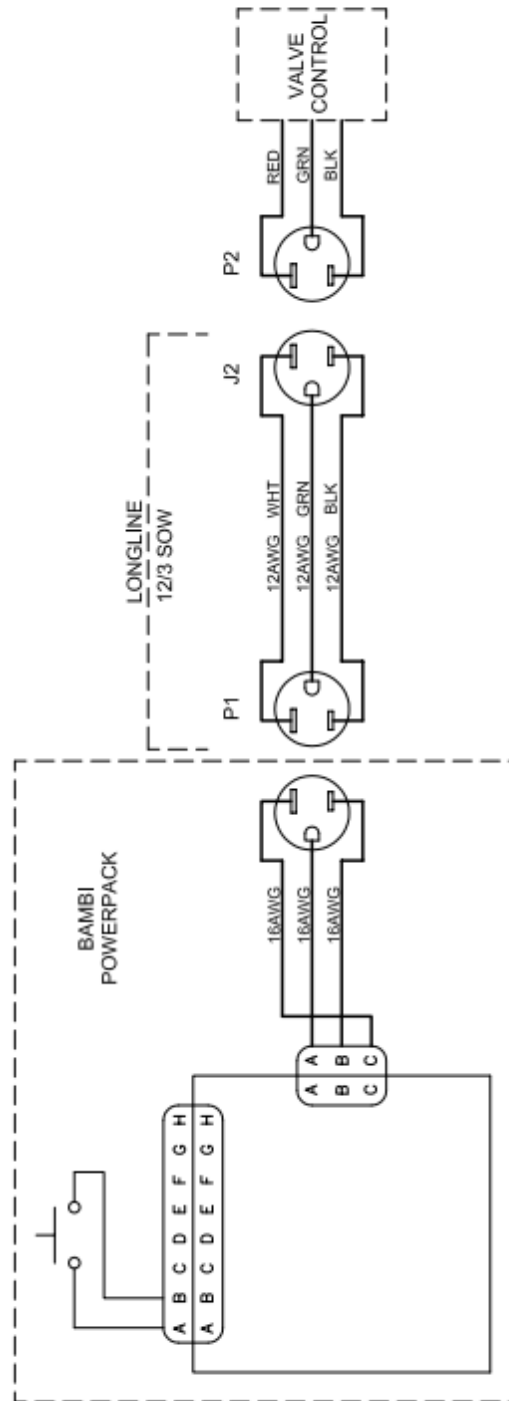 BAMBI
POWERPACK
A B C D E F G H
A B C D E F G H
A A
B B
C C
16AWG
16AWG
16AWG
LONGLINE
12/3 SOW
P1
J2
12AWG WHT
12AWG GRN
12AWG BLK
P2
RED
GRN
BLK
VALVE
CONTROL